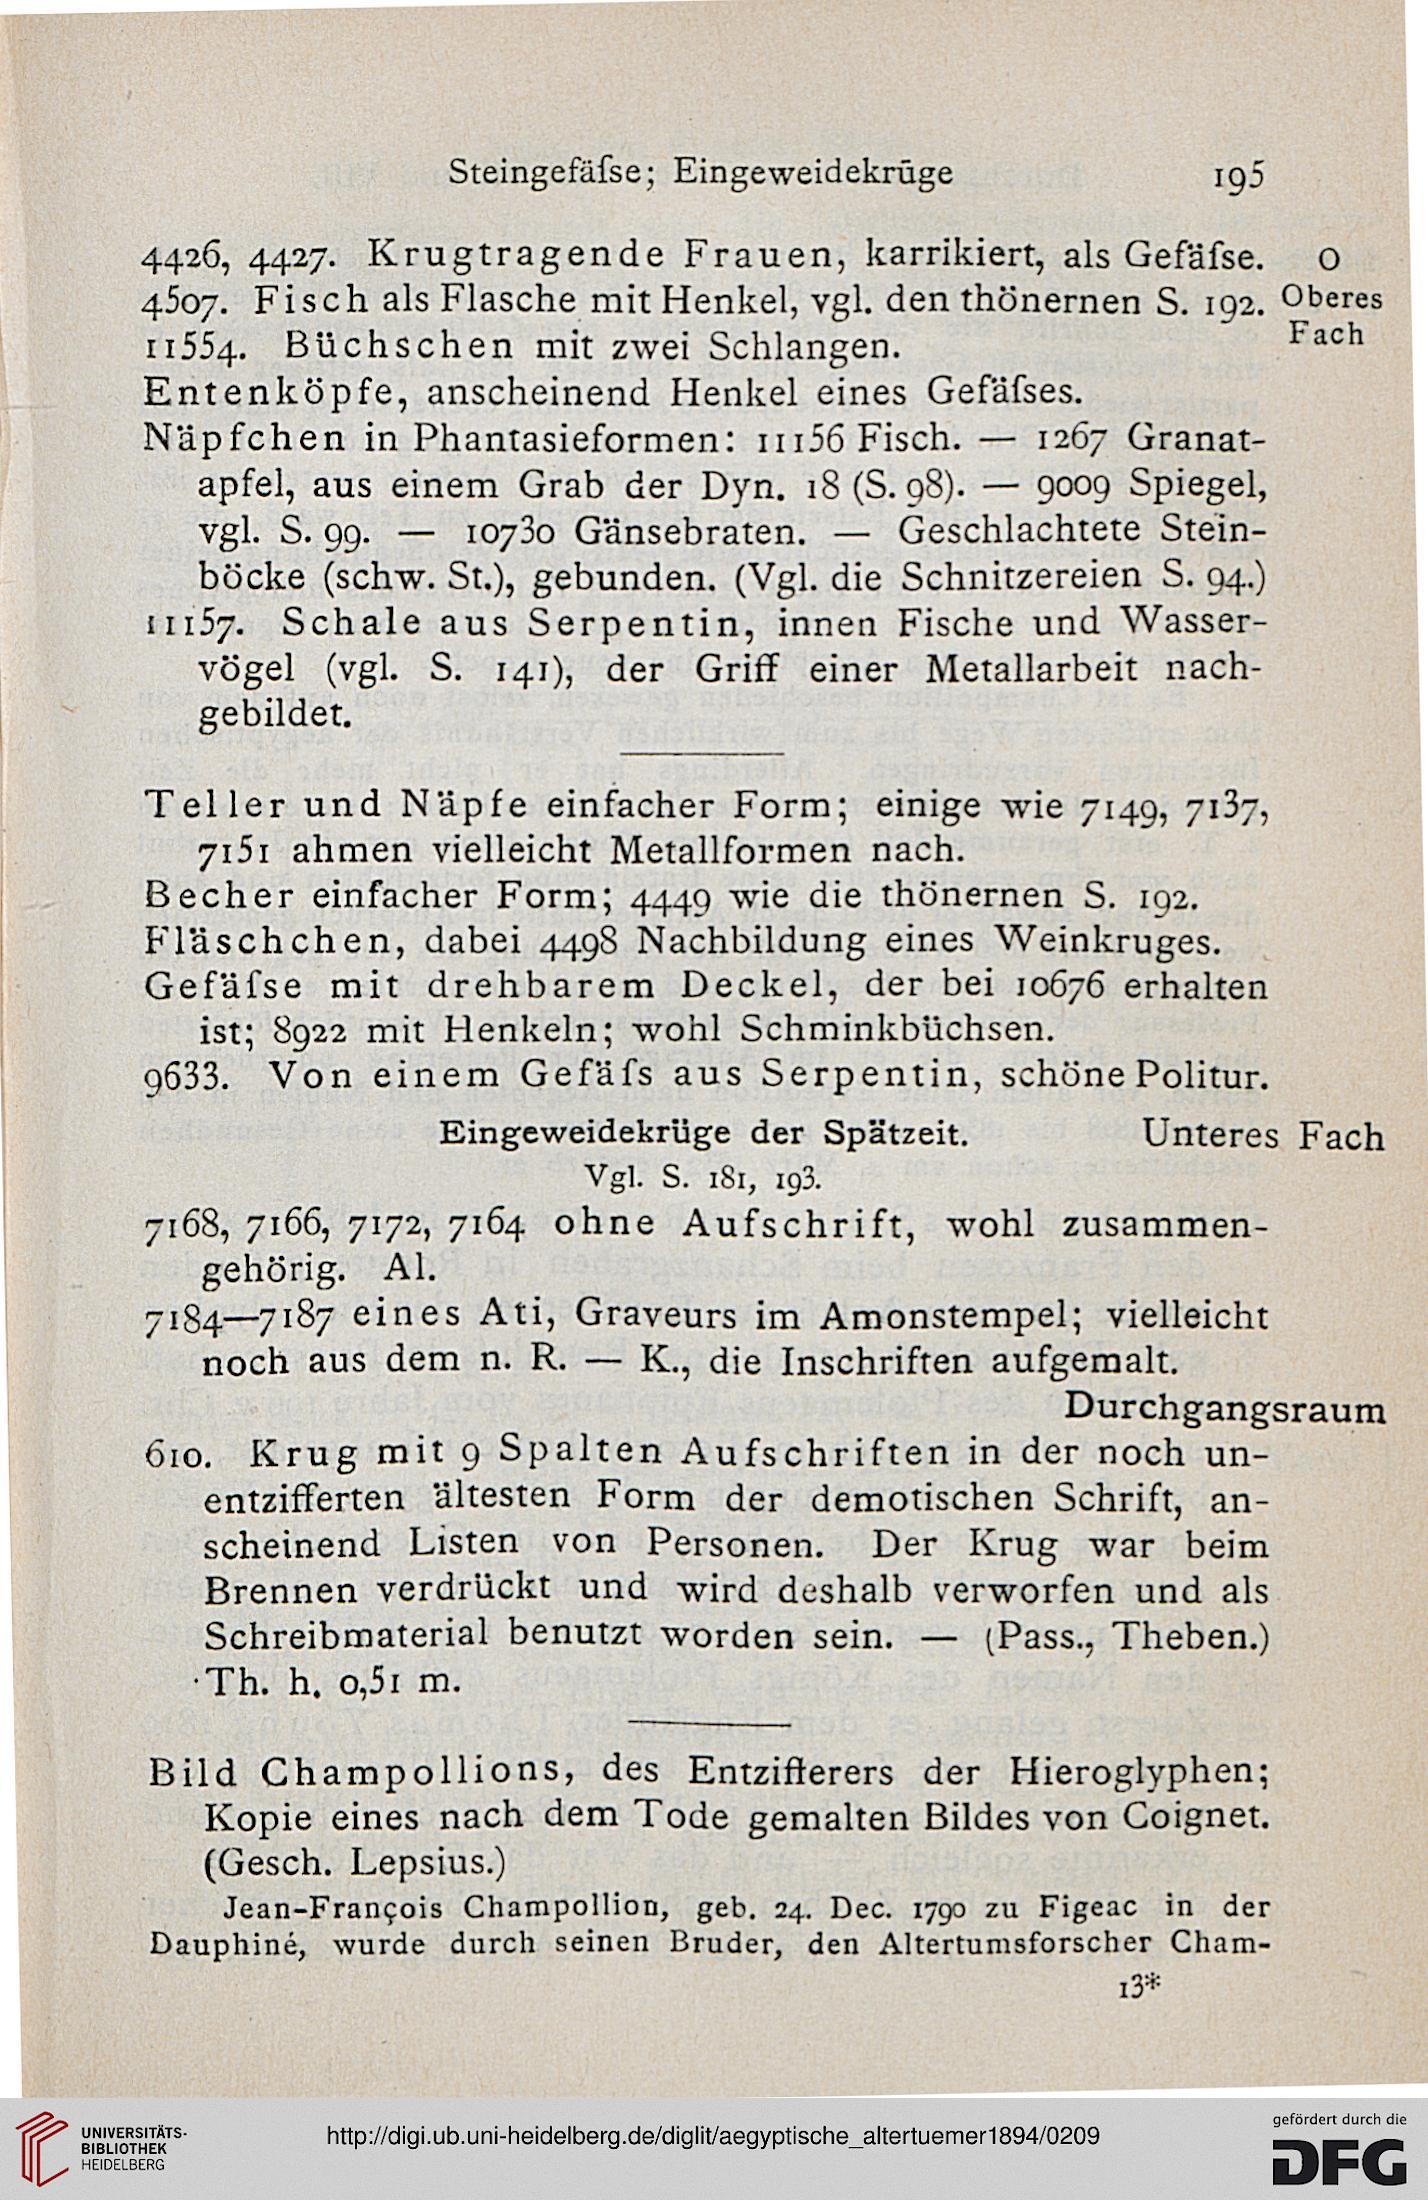 Steingefäſse; Eingeweidekrüge 195
4426, 4427. Krugtragende Frauen, karrikiert, als Gefäſse. O
4507. Fisch als Flasche mit Henkel, vgl. den thönernen S. 192. Oberes
11554. Büchschen mit zwei Schlangen. Fach
Entenköpfe, anscheinend Henkel eines Gefäſses.
Näpfchen in Phantasieformen: 11156 Fisch. — 1267 Granat-
apfel, aus einem Grab der Dyn. 18 (S. 98). — 9009 Spiegel,
vgl. S. 99. — 10730 Gänsebraten. — Geschlachtete Stein-
böcke (schw. St.), gebunden. (Vgl. die Schnitzereien S. 94.)
11157. Schale aus Serpentin, innen Fische und Wasser-
vögel (vgl. S. 141), der Griff einer Metallarbeit nach-
gebildet.
Teller und Näpfe einfacher Form; einige wie 7149, 7137,
7151 ahmen vielleicht Metallformen nach.
Becher einfacher Form; 4449 wie die thönernen S. 192.
Fläschchen, dabei 4498 Nachbildung eines Weinkruges.
Gefäſse mit drehbarem Deckel, der bei 10676 erhalten
ist; 8922 mit Henkeln; wohl Schminkbüchsen.
9633. Von einem Gefäſs aus Serpentin, schöne Politur.
Eingeweidekrüge der Spätzeit. Unteres Fach
Vgl. S. 181, 193.
7168, 7166, 7172, 7164 ohne Aufschrift, wohl zusammen-
gehörig. Al.
7184—7187 eines Ati, Graveurs im Amonstempel; vielleicht
noch aus dem n. R. — K., die Inschriften aufgemalt.
Durchgangsraum
610. Krug mit 9 Spalten Aufschriften in der noch un-
entzifferten ältesten Form der demotischen Schrift, an-
scheinend Listen von Personen. Der Krug war beim
Brennen verdrückt und wird deshalb verworfen und als
Schreibmaterial benutzt worden sein. — (Pass., Theben.)
Th. h. 0,51 m.
Bild Champollions, des Entzifferers der Hieroglyphen;
Kopie eines nach dem Tode gemalten Bildes von Coignet.
(Gesch. Lepsius.)
Jean-François Champollion, geb. 24. Dec. 1790 zu Figeac in der
Dauphiné, wurde durch seinen Bruder, den Altertumsforscher Cham-
13*
UNIVERSITÄTS-
BIBLIOTHEK
HEIDELBERG
http://digi.ub.uni-heidelberg.de/diglit/aegyptische_altertuemer1894/0209
gefördert durch die
DFG